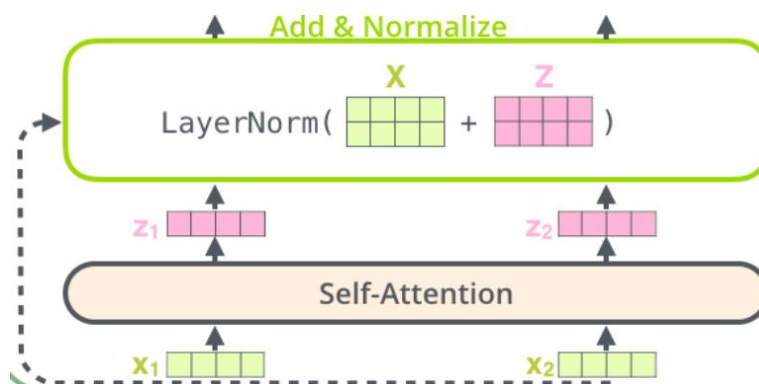 Add & Normalize
X Z
LayerNorm( + )
z₁ z₂
Self-Attention
x₁ x₂